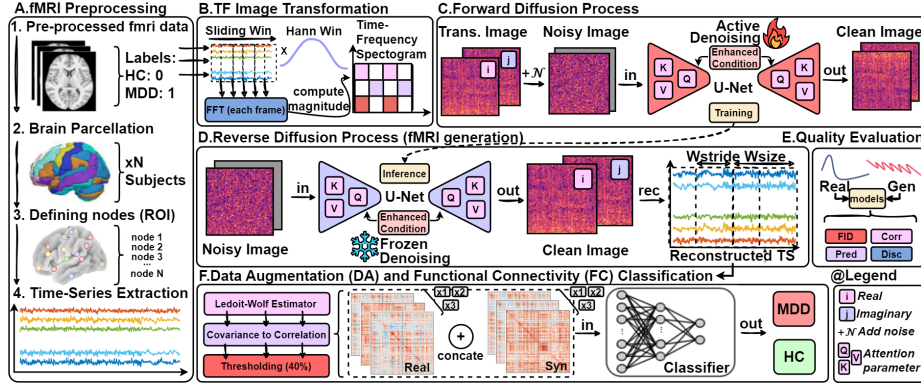 A.fMRI Preprocessing
1. Pre-processed fmri data
Labels:
HC: 0
MDD: 1
2. Brain Parcellation
xN
Subjects
3. Defining nodes (ROI)
node 1
node 2
node 3
...
node N
4. Time-Series Extraction
B.TF Image Transformation
Sliding Win
Hann Win
x
Time-
Frequency
Spectogram
FFT (each frame)
compute
magnitude
C.Forward Diffusion Process
Trans. Image
Noisy Image
Active
Denoising
Clean Image
j
i
+𝒩
in
K
Q
V
Enhanced
Condition
U-Net
K
Q
V
out
Training
D.Reverse Diffusion Process (fMRI generation)
Noisy Image
in
K
Q
V
Inference
U-Net
Enhanced
Condition
K
Q
V
Frozen
Denoising
out
j
i
Clean Image
rec
Wstride Wsize
Reconstructed TS
E.Quality Evaluation
Real
Gen
models
FID
Corr
Pred
Disc
F.Data Augmentation (DA) and Functional Connectivity (FC) Classification
Ledoit-Wolf Estimator
Covariance to Correlation
Thresholding (40%)
x1
x2
x3
Real
+
concate
x1
x2
x3
Syn
in
Classifier
out
MDD
HC
@Legend
i Real
j Imaginary
+𝒩 Add noise
Q
V
K
Attention
parameter